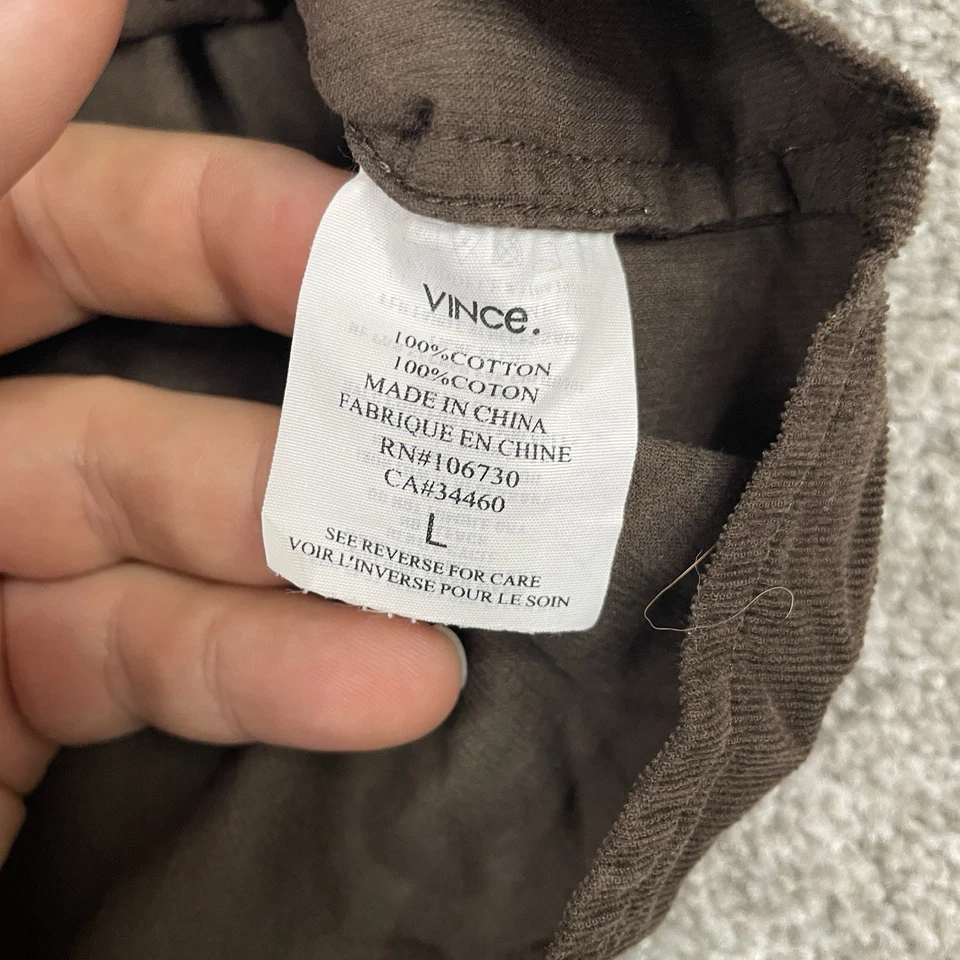 VINCe.
100%COTTON
100%COTON
MADE IN CHINA
FABRIQUE EN CHINE
RN#106730
CA#34460
L
SEE REVERSE FOR CARE
VOIR L'INVERSE POUR LE SOIN